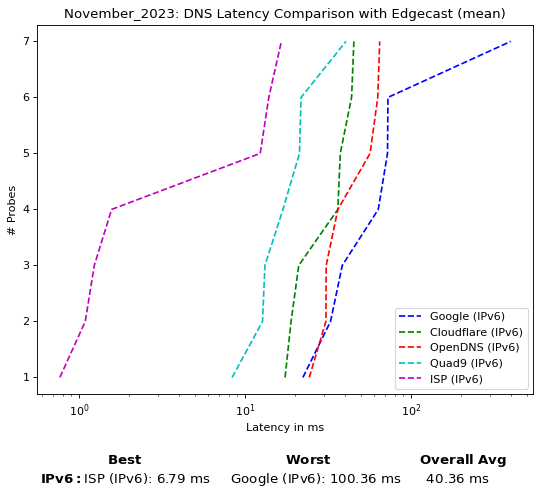 November_2023: DNS Latency Comparison with Edgecast (mean)
7
6
5
4
3
2
1
# Probes
10^0
10^1
10^2
Latency in ms
Google (IPv6)
Cloudflare (IPv6)
OpenDNS (IPv6)
Quad9 (IPv6)
ISP (IPv6)
Best Worst Overall Avg
IPv6: ISP (IPv6): 6.79 ms Google (IPv6): 100.36 ms 40.36 ms